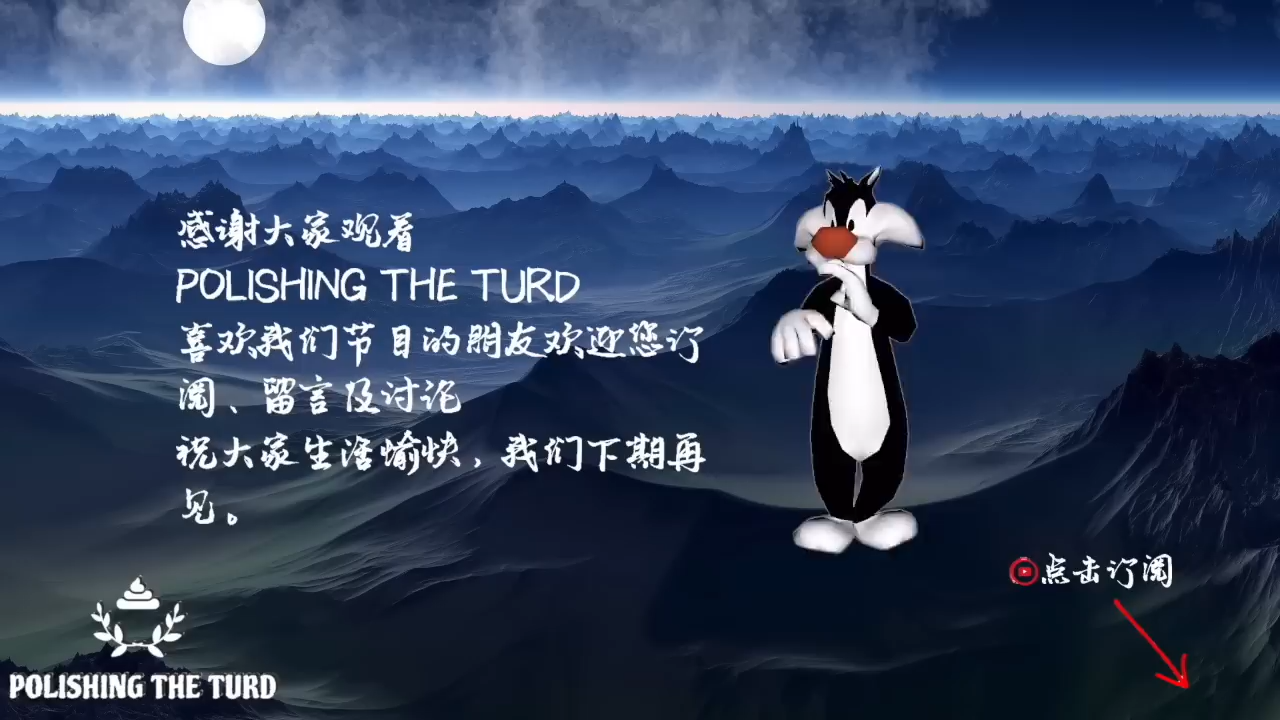 感谢大家观看
POLISHING THE TURD
喜欢我们节目的朋友欢迎您订
阅、留言及讨论
祝大家生活愉快，我们下期再
见。
点击订阅
POLISHING THE TURD